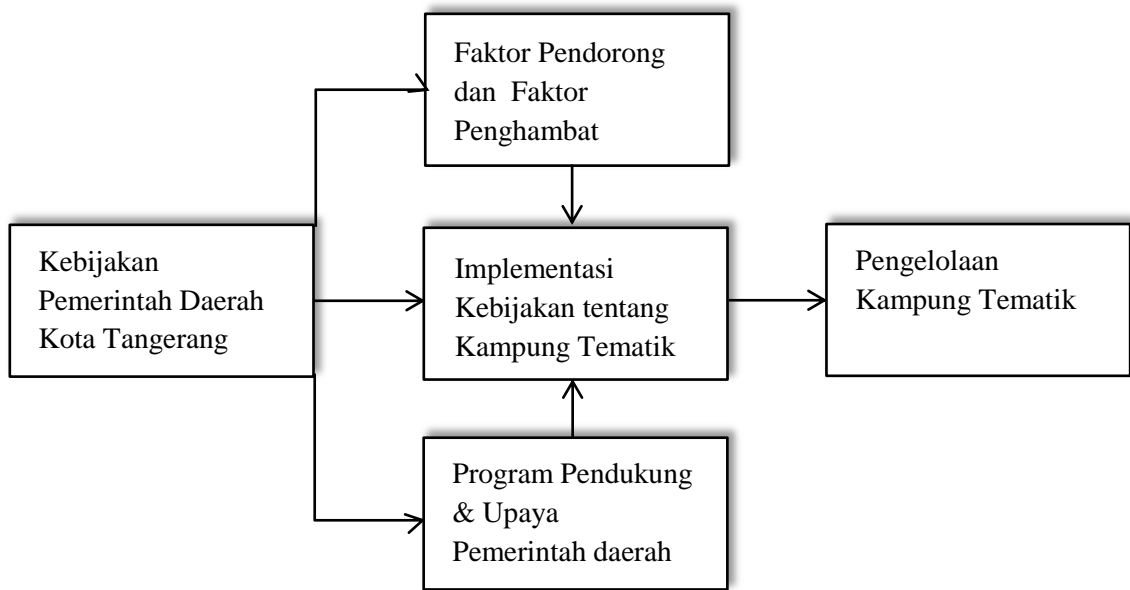 Faktor Pendorong
dan Faktor
Penghambat
Kebijakan
Pemerintah Daerah
Kota Tangerang
Implementasi
Kebijakan tentang
Kampung Tematik
Pengelolaan
Kampung Tematik
Program Pendukung
& Upaya
Pemerintah daerah